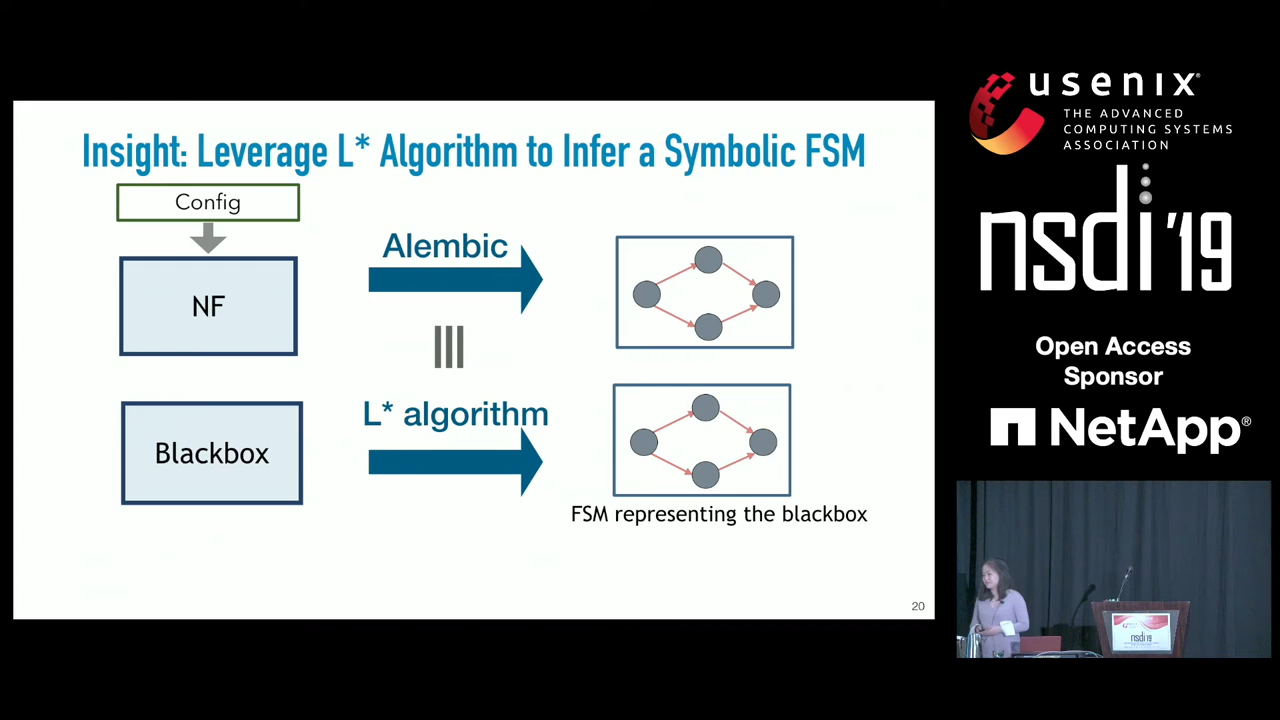 Insight: Leverage L* Algorithm to Infer a Symbolic FSM
Config
NF
Alembic
Blackbox
L* algorithm
FSM representing the blackbox
20
usenix®
THE ADVANCED
COMPUTING SYSTEMS
ASSOCIATION
nsdi '19
Open Access
Sponsor
NetApp®
nsdi19